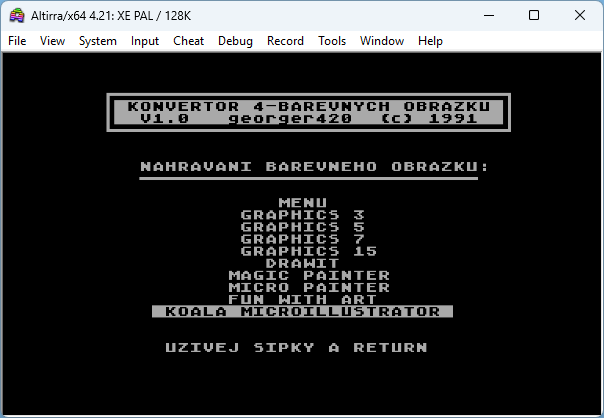 Altirra/x64 4.21: XE PAL / 128K
File View System Input Cheat Debug Record Tools Window Help
KONVERTOR 4-BAREVNYCH OBRAZKU
V1.0 georger420 (c) 1991
NAHRAVANI BAREVNEHO OBRAZKU:
MENU
GRAPHICS 3
GRAPHICS 5
GRAPHICS 7
GRAPHICS 15
DRAWIT
MAGIC PAINTER
MICRO PAINTER
FUN WITH ART
KOALA MICROILLUSTRATOR
UZIVEJ SIPKY A RETURN